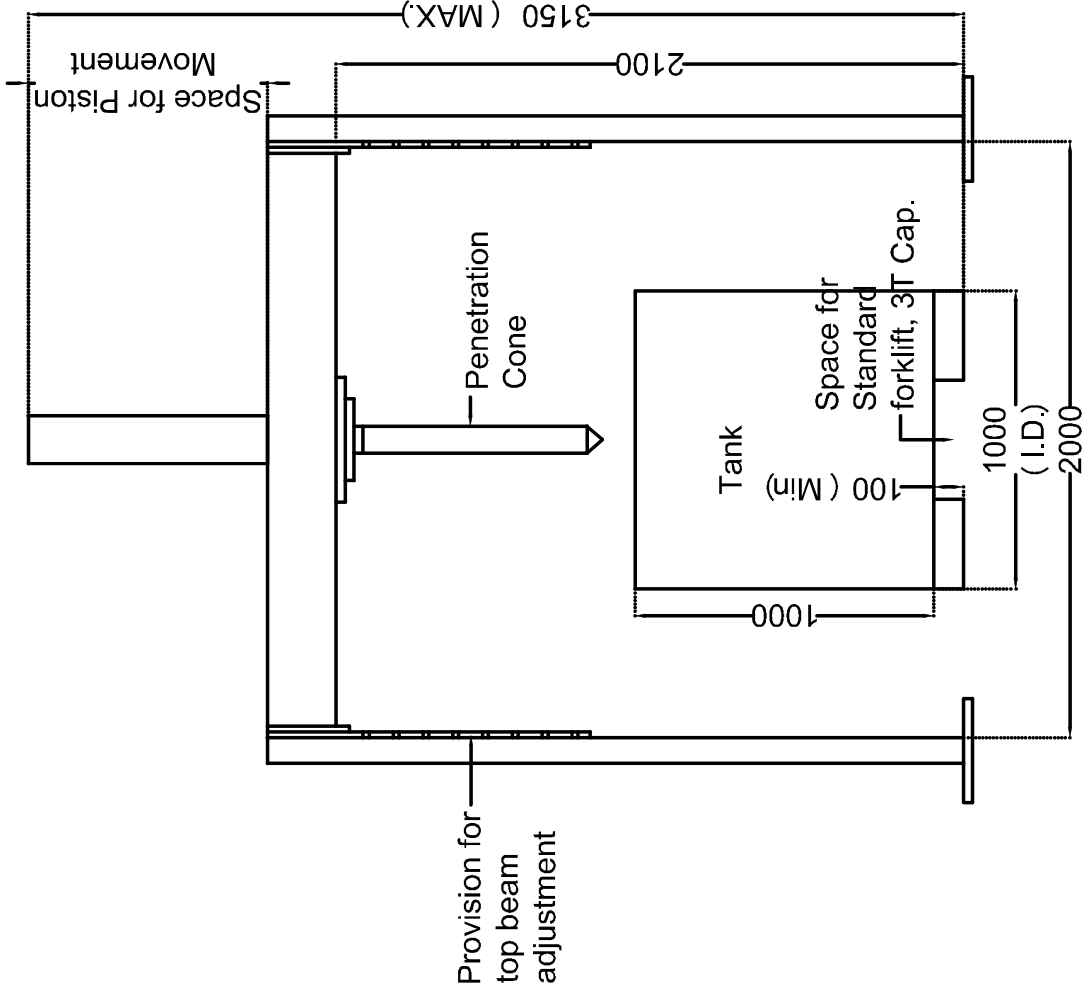 3150 ( MAX.)
Space for Piston
Movement
2100
Penetration
Cone
Space for
Standard
forklift, 3T Cap.
Tank
100 ( Min)
1000
( I.D.)
2000
1000
Provision for
top beam
adjustment